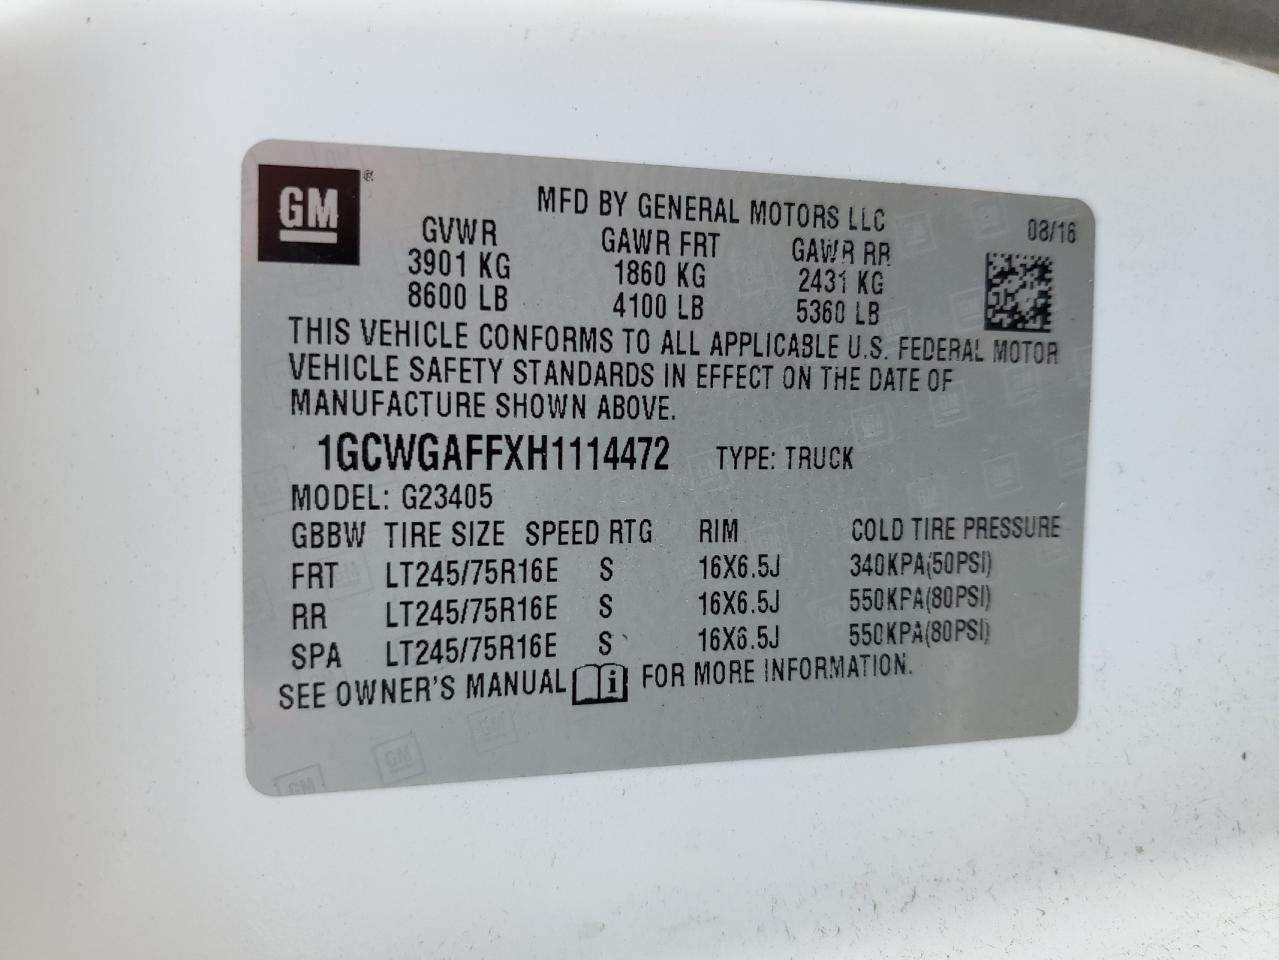 GM ®
MFD BY GENERAL MOTORS LLC
08/16
GVWR GAWR FRT GAWR RR
3901 KG 1860 KG 2431 KG
8600 LB 4100 LB 5360 LB
THIS VEHICLE CONFORMS TO ALL APPLICABLE U.S. FEDERAL MOTOR
VEHICLE SAFETY STANDARDS IN EFFECT ON THE DATE OF
MANUFACTURE SHOWN ABOVE.
1GCWGAFFXH1114472 TYPE: TRUCK
MODEL: G23405
GBBW TIRE SIZE SPEED RTG RIM COLD TIRE PRESSURE
FRT LT245/75R16E S 16X6.5J 340KPA(50PSI)
RR LT245/75R16E S 16X6.5J 550KPA(80PSI)
SPA LT245/75R16E S 16X6.5J 550KPA(80PSI)
SEE OWNER'S MANUAL i FOR MORE INFORMATION.
GM GM GM